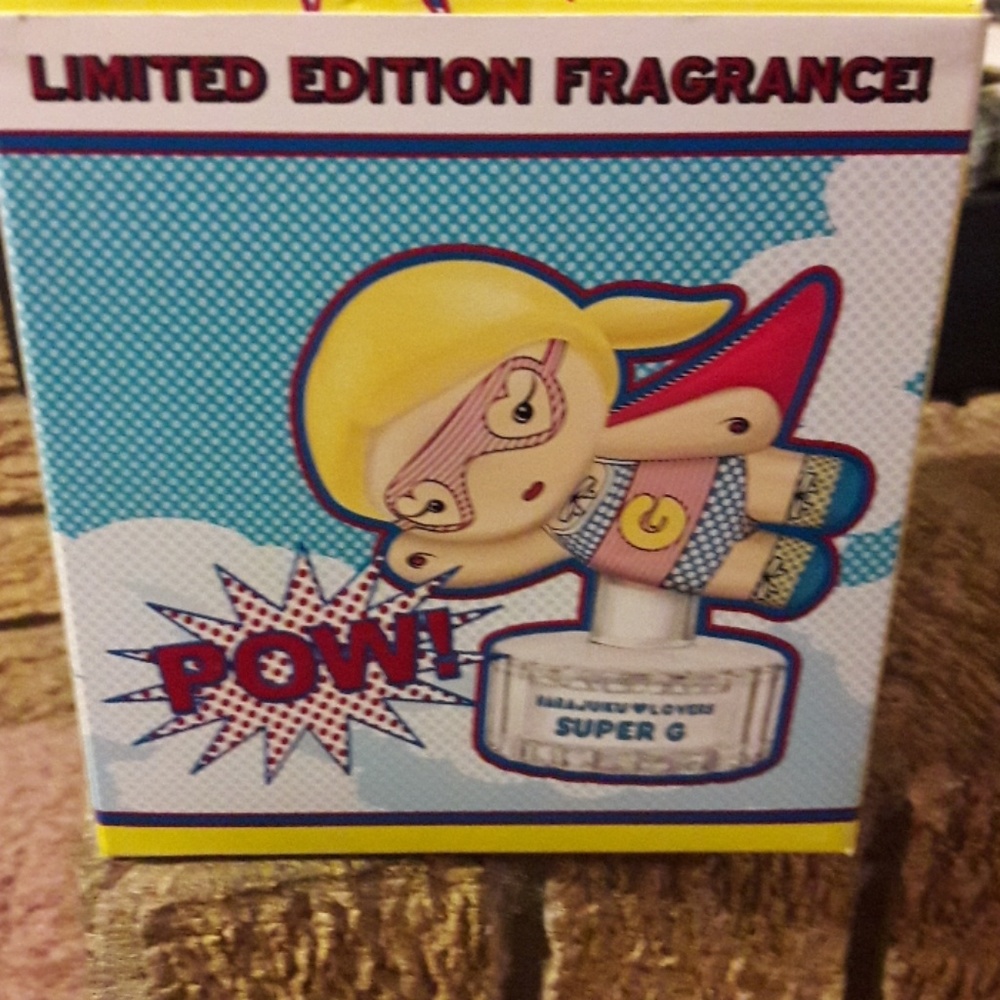 LIMITED EDITION FRAGRANCE!
G
POW!
HARAJUKU♥LOVERS
SUPER G